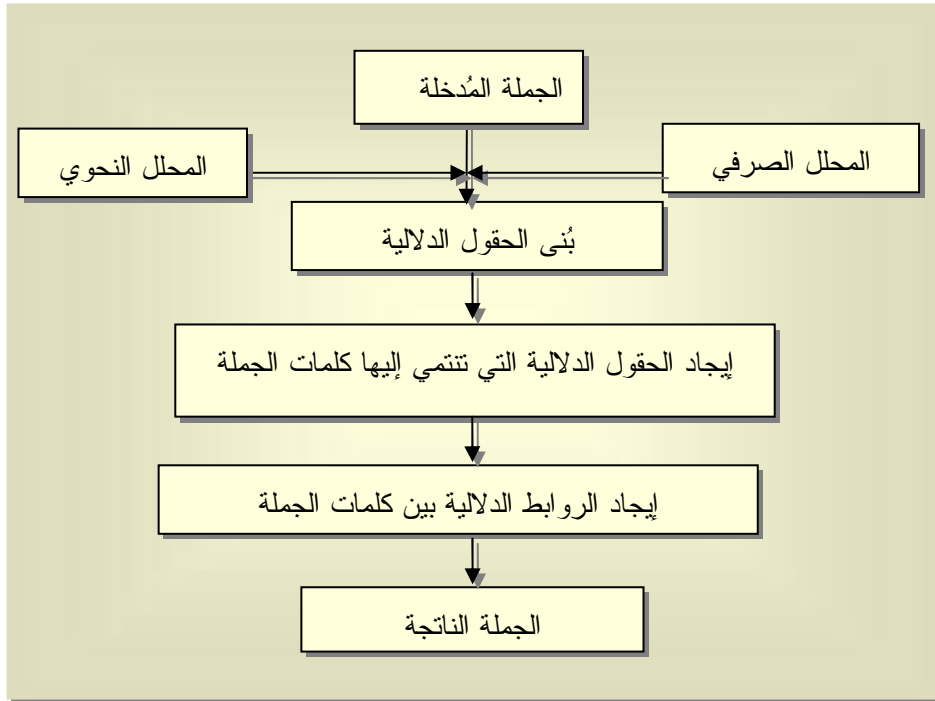 الجملة المُدخلة
المحلل الصرفي
المحلل النحوي
بُنى الحقول الدلالية
إيجاد الحقول الدلالية التي تنتمي إليها كلمات الجملة
إيجاد الروابط الدلالية بين كلمات الجملة
الجملة الناتجة